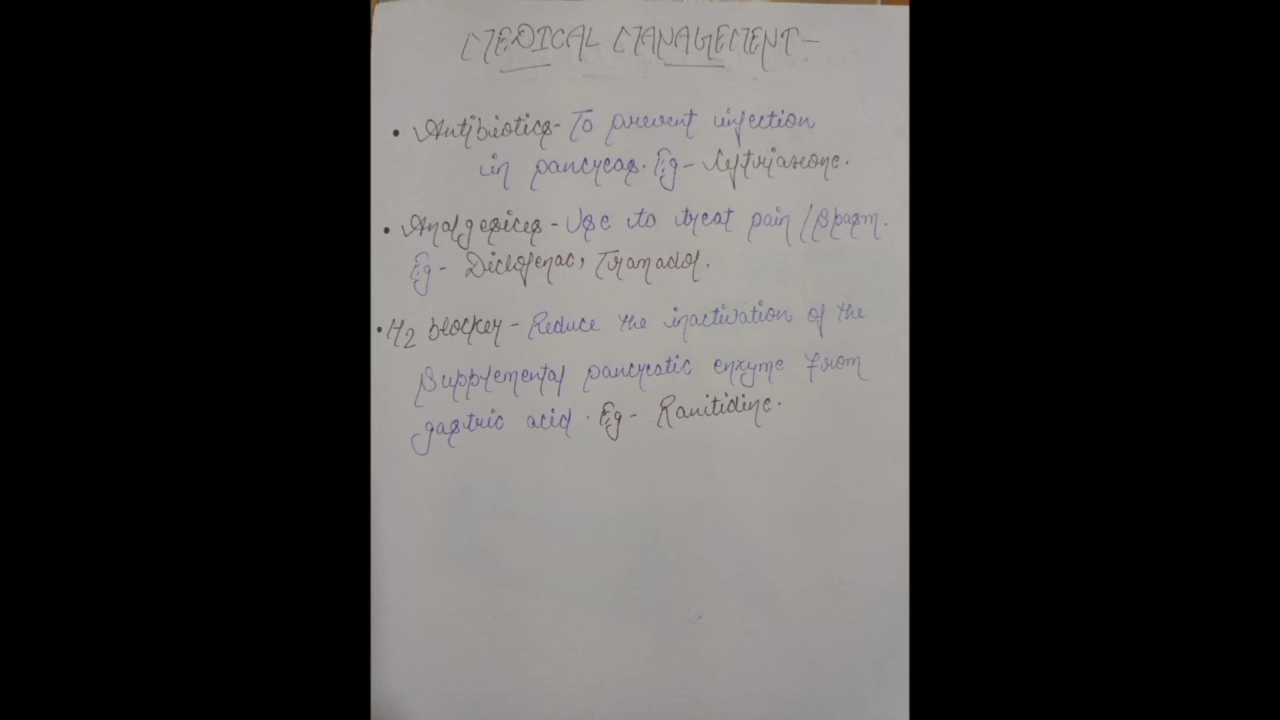 MEDICAL MANAGEMENT-
• Antibiotics- To prevent infection
in pancreas. Eg- Ceftriaxone.
• Analgesices- Use to treat pain / spasm.
Eg- Diclofenac, Tramadol.
• H2 blocker- Reduce the inactivation of the
supplemental pancreatic enzyme from
gastric acid. Eg- Ranitidine.